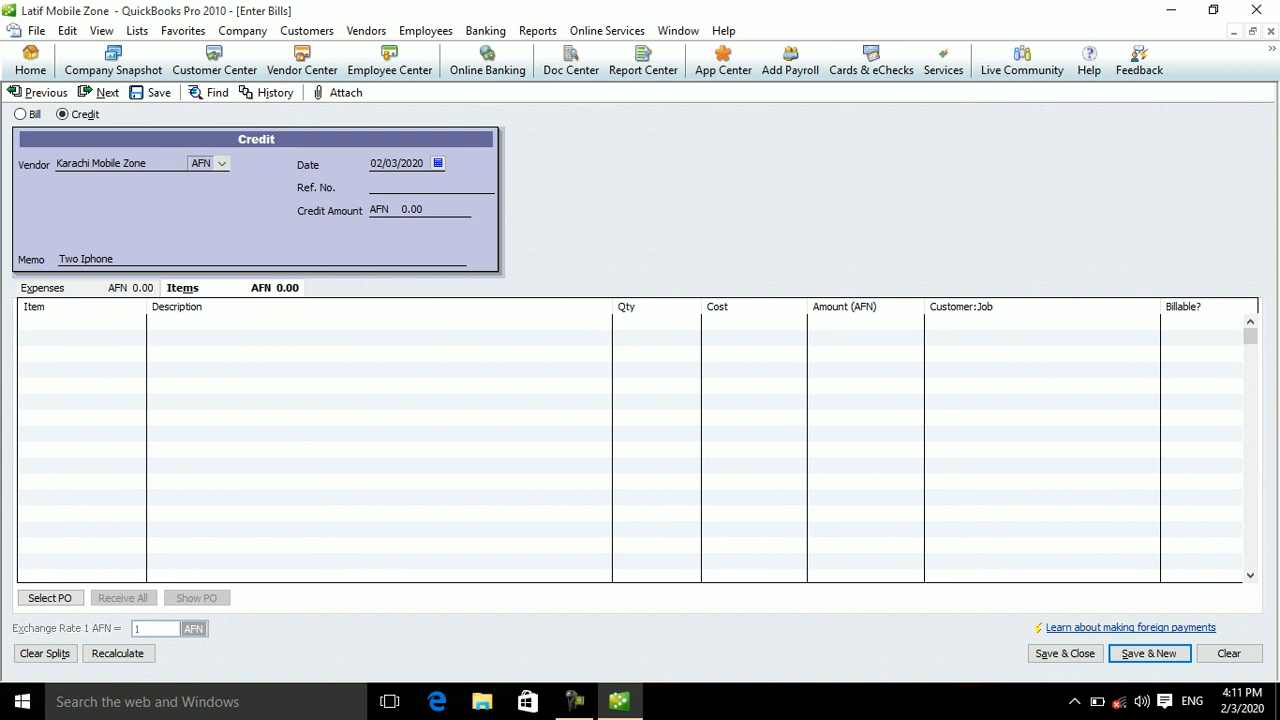 Latif Mobile Zone - QuickBooks Pro 2010 - [Enter Bills]
File Edit View Lists Favorites Company Customers Vendors Employees Banking Reports Online Services Window Help
Home Company Snapshot Customer Center Vendor Center Employee Center Online Banking Doc Center Report Center App Center Add Payroll Cards & eChecks Services Live Community Help Feedback
Previous Next Save Find History Attach
Bill Credit
Credit
Vendor Karachi Mobile Zone AFN Date 02/03/2020
Ref. No.
Credit Amount AFN 0.00
Memo Two Iphone
Expenses AFN 0.00 Items AFN 0.00
Item Description Qty Cost Amount (AFN) Customer:Job Billable?
Select PO Receive All Show PO
Exchange Rate 1 AFN = 1 AFN Learn about making foreign payments
Clear Splits Recalculate Save & Close Save & New Clear
Search the web and Windows ENG 4:11 PM
2/3/2020